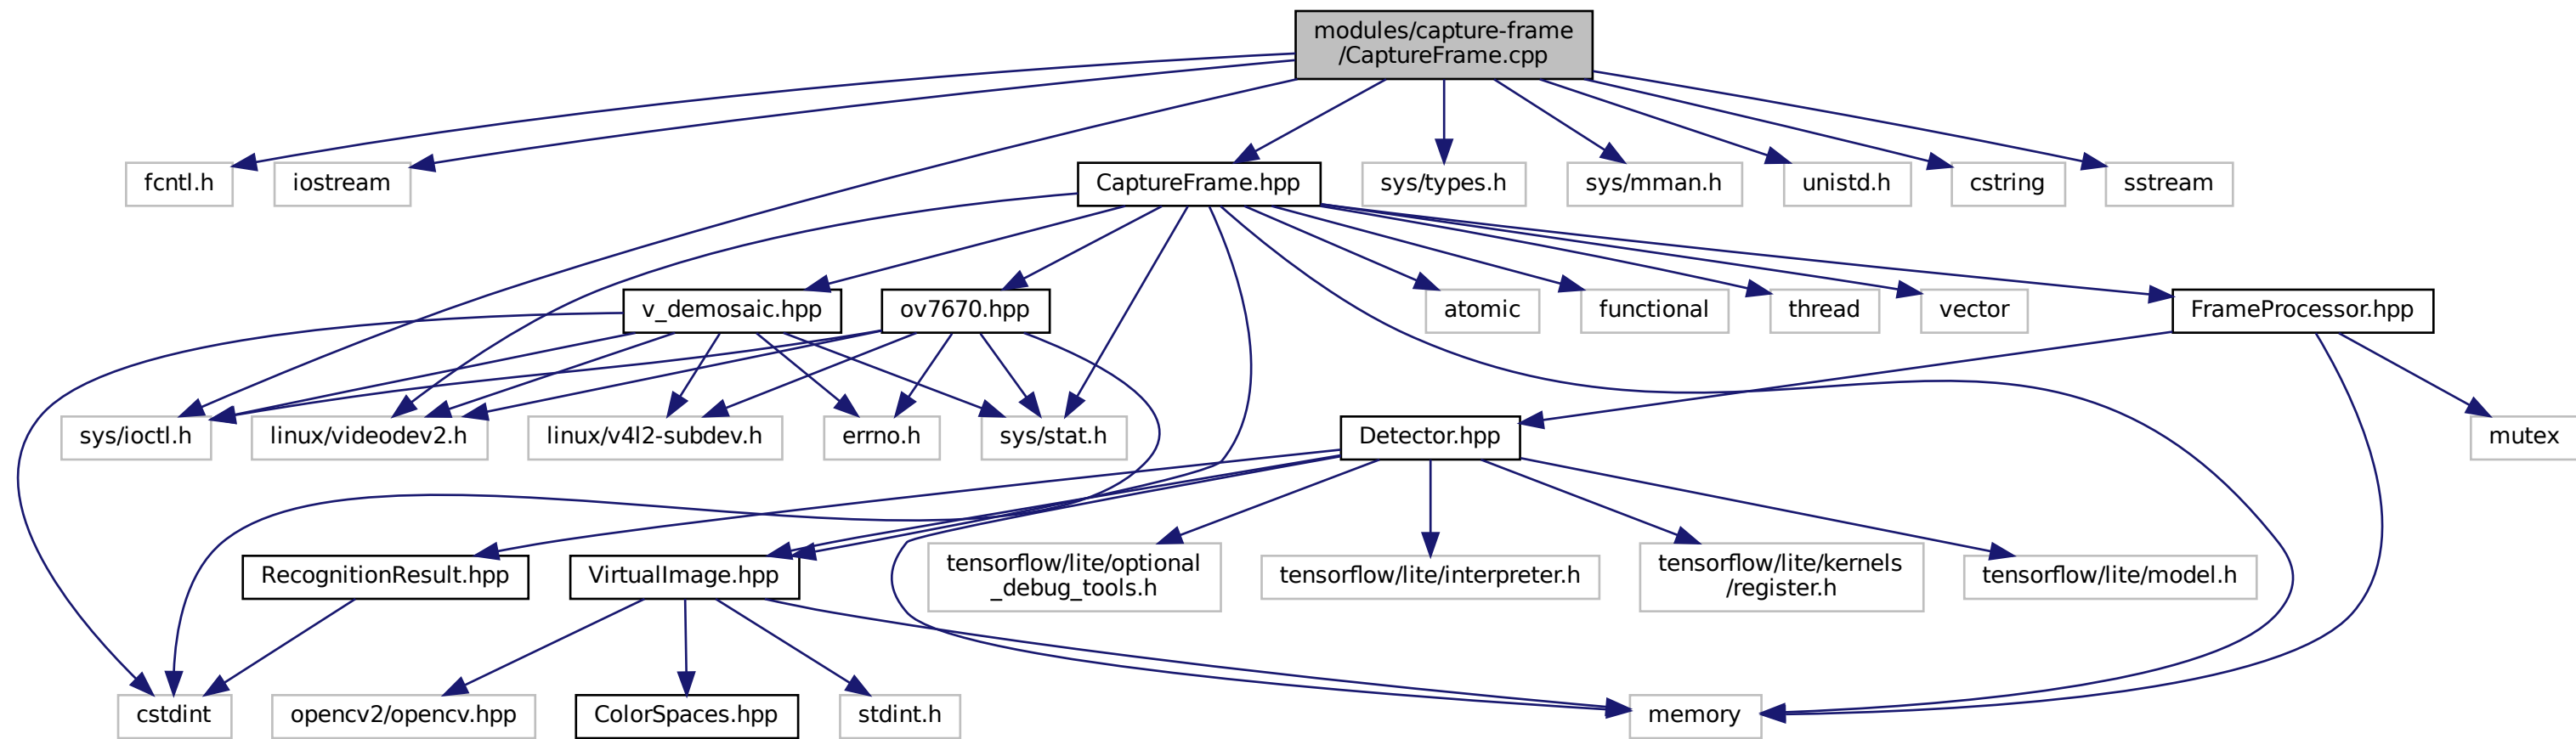 modules/capture-frame
/CaptureFrame.cpp
fcntl.h
iostream
CaptureFrame.hpp
sys/types.h
sys/mman.h
unistd.h
cstring
sstream
v_demosaic.hpp
ov7670.hpp
atomic
functional
thread
vector
FrameProcessor.hpp
sys/ioctl.h
linux/videodev2.h
linux/v4l2-subdev.h
errno.h
sys/stat.h
Detector.hpp
mutex
RecognitionResult.hpp
VirtualImage.hpp
tensorflow/lite/optional
_debug_tools.h
tensorflow/lite/interpreter.h
tensorflow/lite/kernels
/register.h
tensorflow/lite/model.h
cstdint
opencv2/opencv.hpp
ColorSpaces.hpp
stdint.h
memory